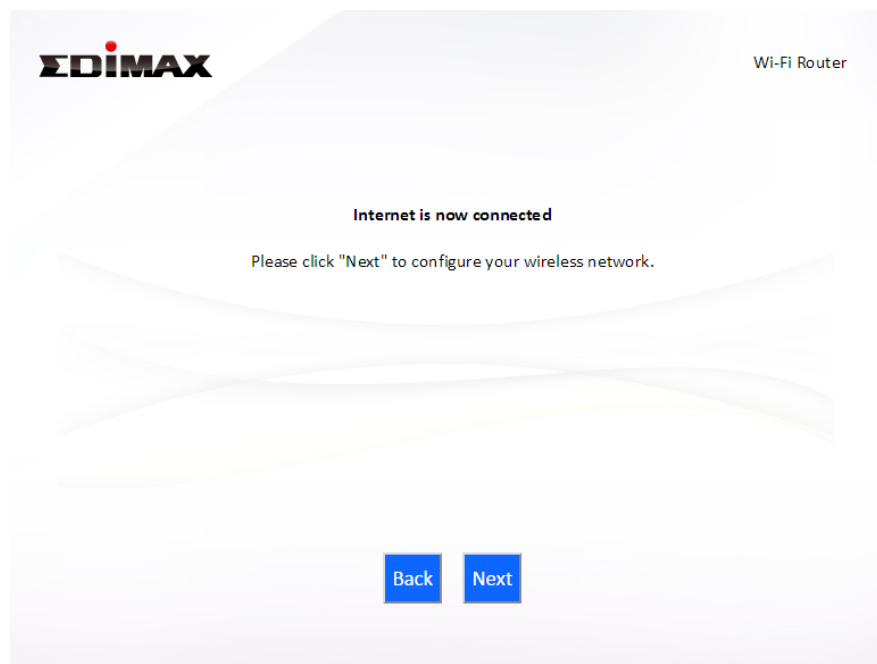 EDIMAX
Wi-Fi Router
Internet is now connected
Please click "Next" to configure your wireless network.
Back Next